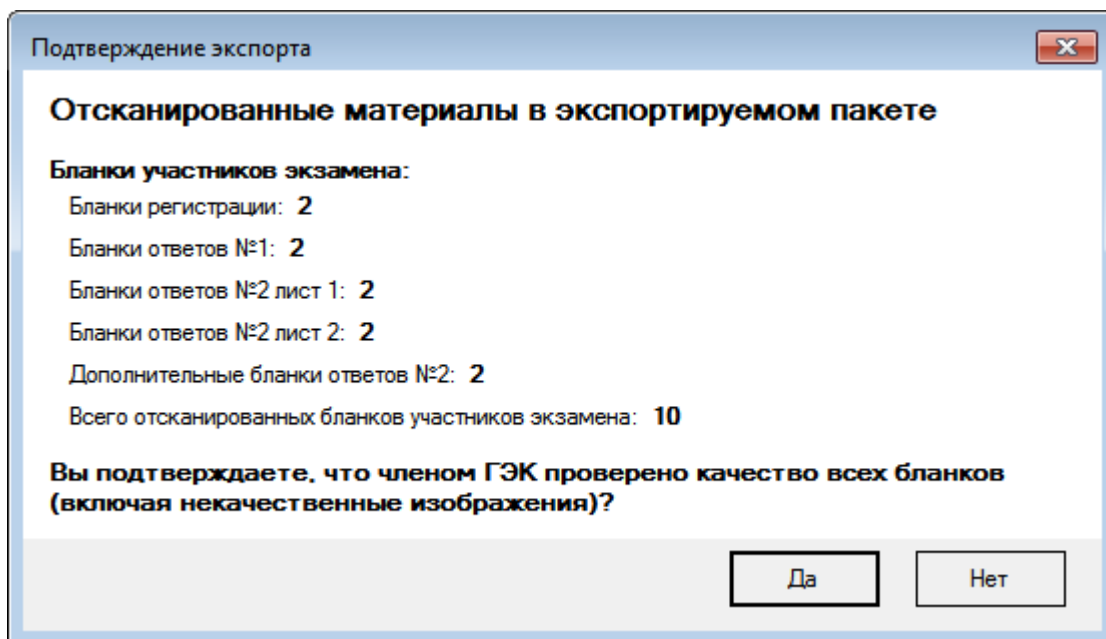 Подтверждение экспорта
Отсканированные материалы в экспортируемом пакете
Бланки участников экзамена:
Бланки регистрации: 2
Бланки ответов №1: 2
Бланки ответов №2 лист 1: 2
Бланки ответов №2 лист 2: 2
Дополнительные бланки ответов №2: 2
Всего отсканированных бланков участников экзамена: 10
Вы подтверждаете, что членом ГЭК проверено качество всех бланков
(включая некачественные изображения)?
Да
Нет